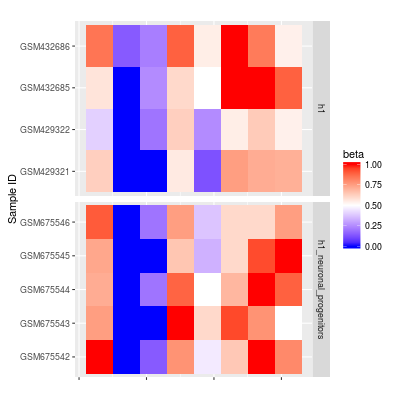 GSM432686
GSM432685
GSM429322
GSM429321
h1
GSM675546
GSM675545
GSM675544
GSM675543
GSM675542
h1_neuronal_progenitors
Sample ID
beta
1.00
0.75
0.50
0.25
0.00